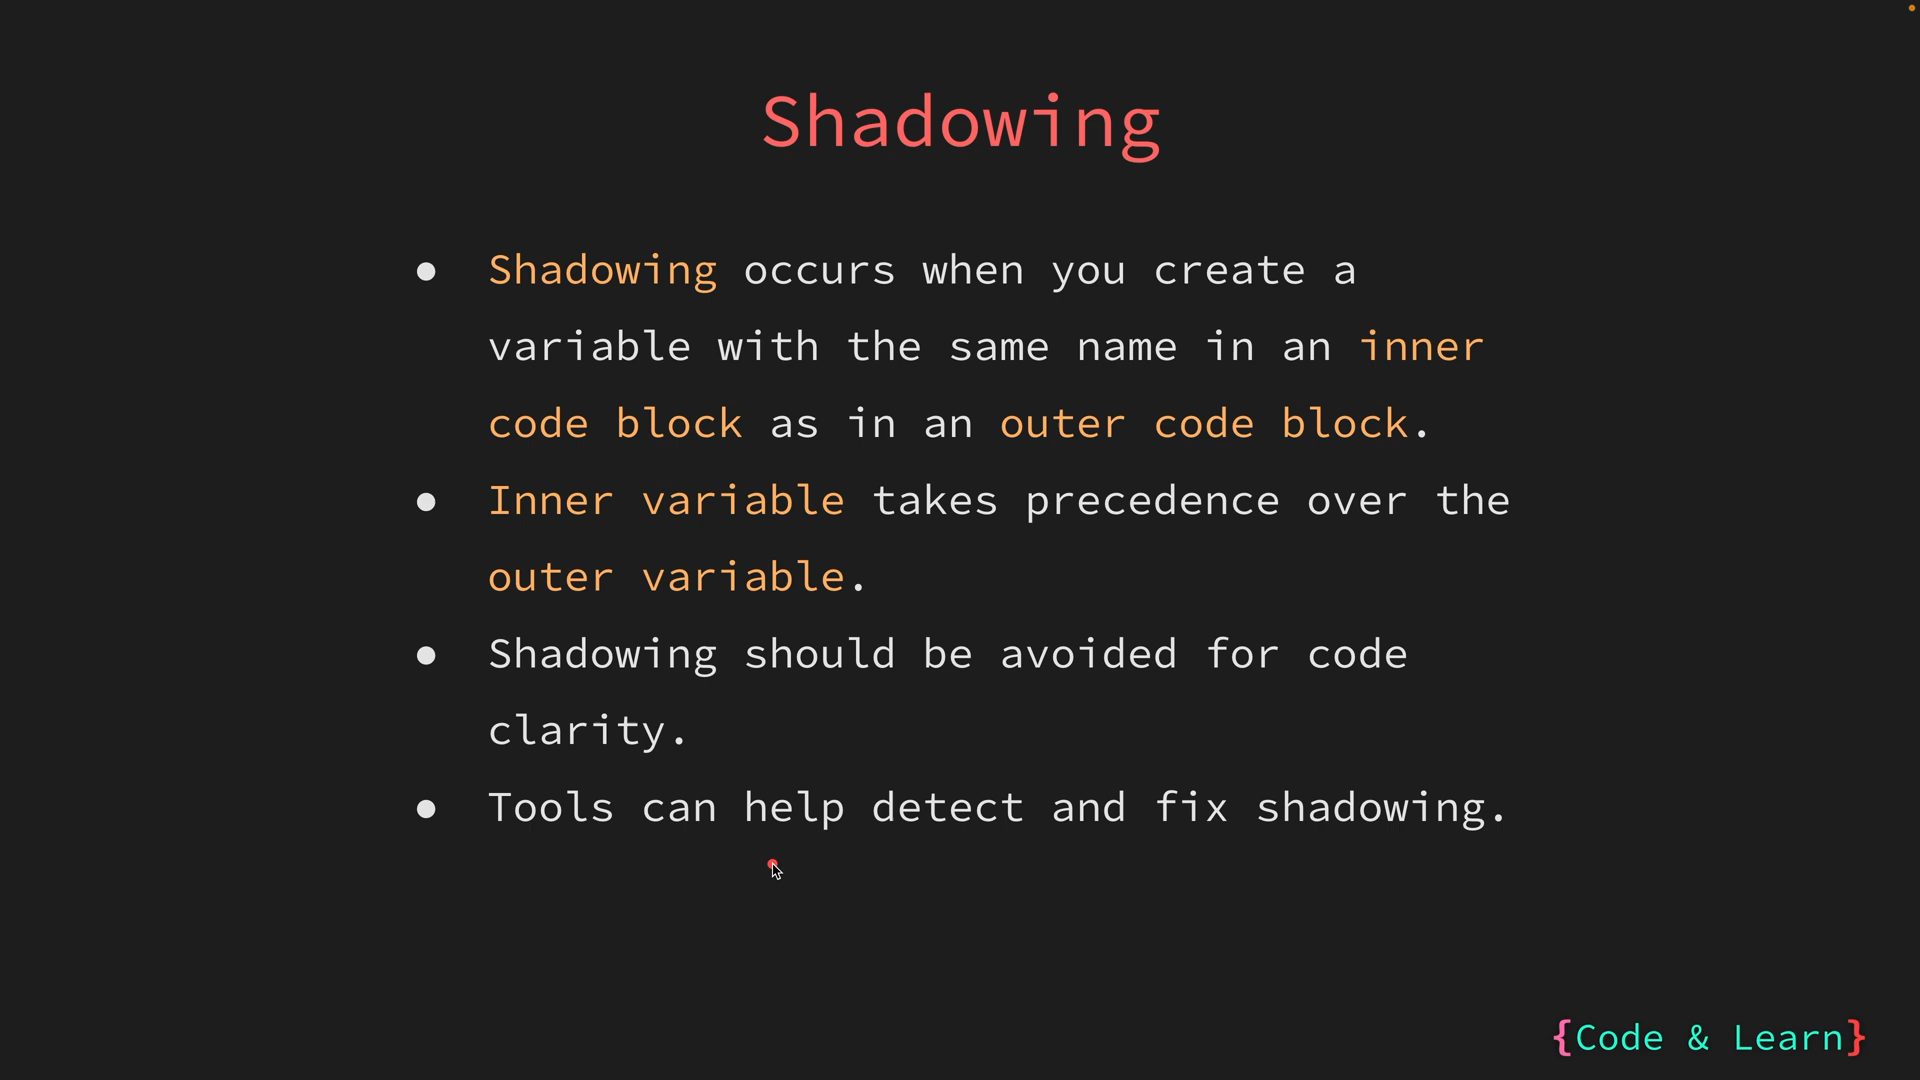 Shadowing
● Shadowing occurs when you create a
variable with the same name in an inner
code block as in an outer code block.
● Inner variable takes precedence over the
outer variable.
● Shadowing should be avoided for code
clarity.
● Tools can help detect and fix shadowing.
{Code & Learn}